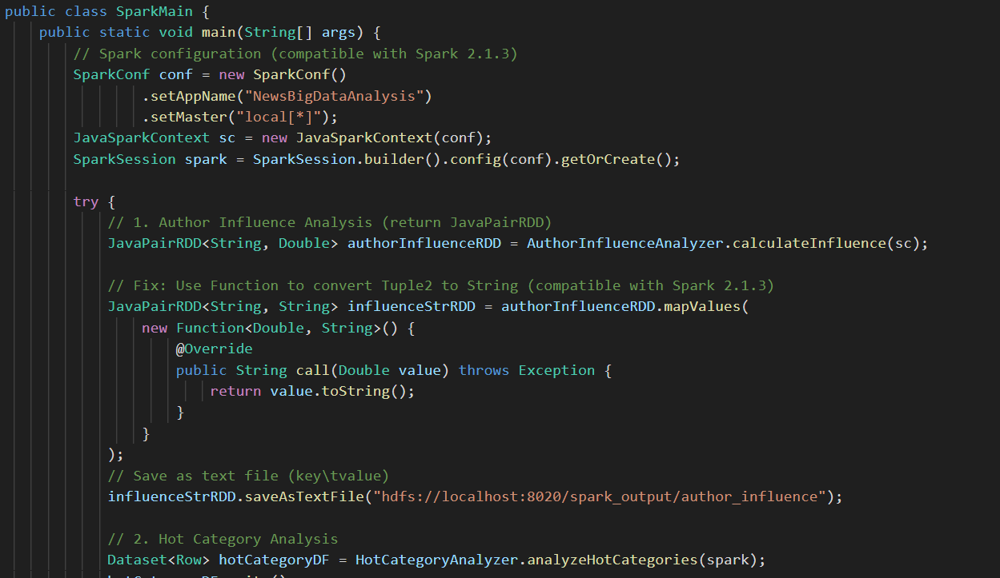 public class SparkMain {
    public static void main(String[] args) {
        // Spark configuration (compatible with Spark 2.1.3)
        SparkConf conf = new SparkConf()
                .setAppName("NewsBigDataAnalysis")
                .setMaster("local[*]");
        JavaSparkContext sc = new JavaSparkContext(conf);
        SparkSession spark = SparkSession.builder().config(conf).getOrCreate();

        try {
            // 1. Author Influence Analysis (return JavaPairRDD)
            JavaPairRDD<String, Double> authorInfluenceRDD = AuthorInfluenceAnalyzer.calculateInfluence(sc);

            // Fix: Use Function to convert Tuple2 to String (compatible with Spark 2.1.3)
            JavaPairRDD<String, String> influenceStrRDD = authorInfluenceRDD.mapValues(
                new Function<Double, String>() {
                    @Override
                    public String call(Double value) throws Exception {
                        return value.toString();
                    }
                }
            );
            // Save as text file (key\tvalue)
            influenceStrRDD.saveAsTextFile("hdfs://localhost:8020/spark_output/author_influence");

            // 2. Hot Category Analysis
            Dataset<Row> hotCategoryDF = HotCategoryAnalyzer.analyzeHotCategories(spark);